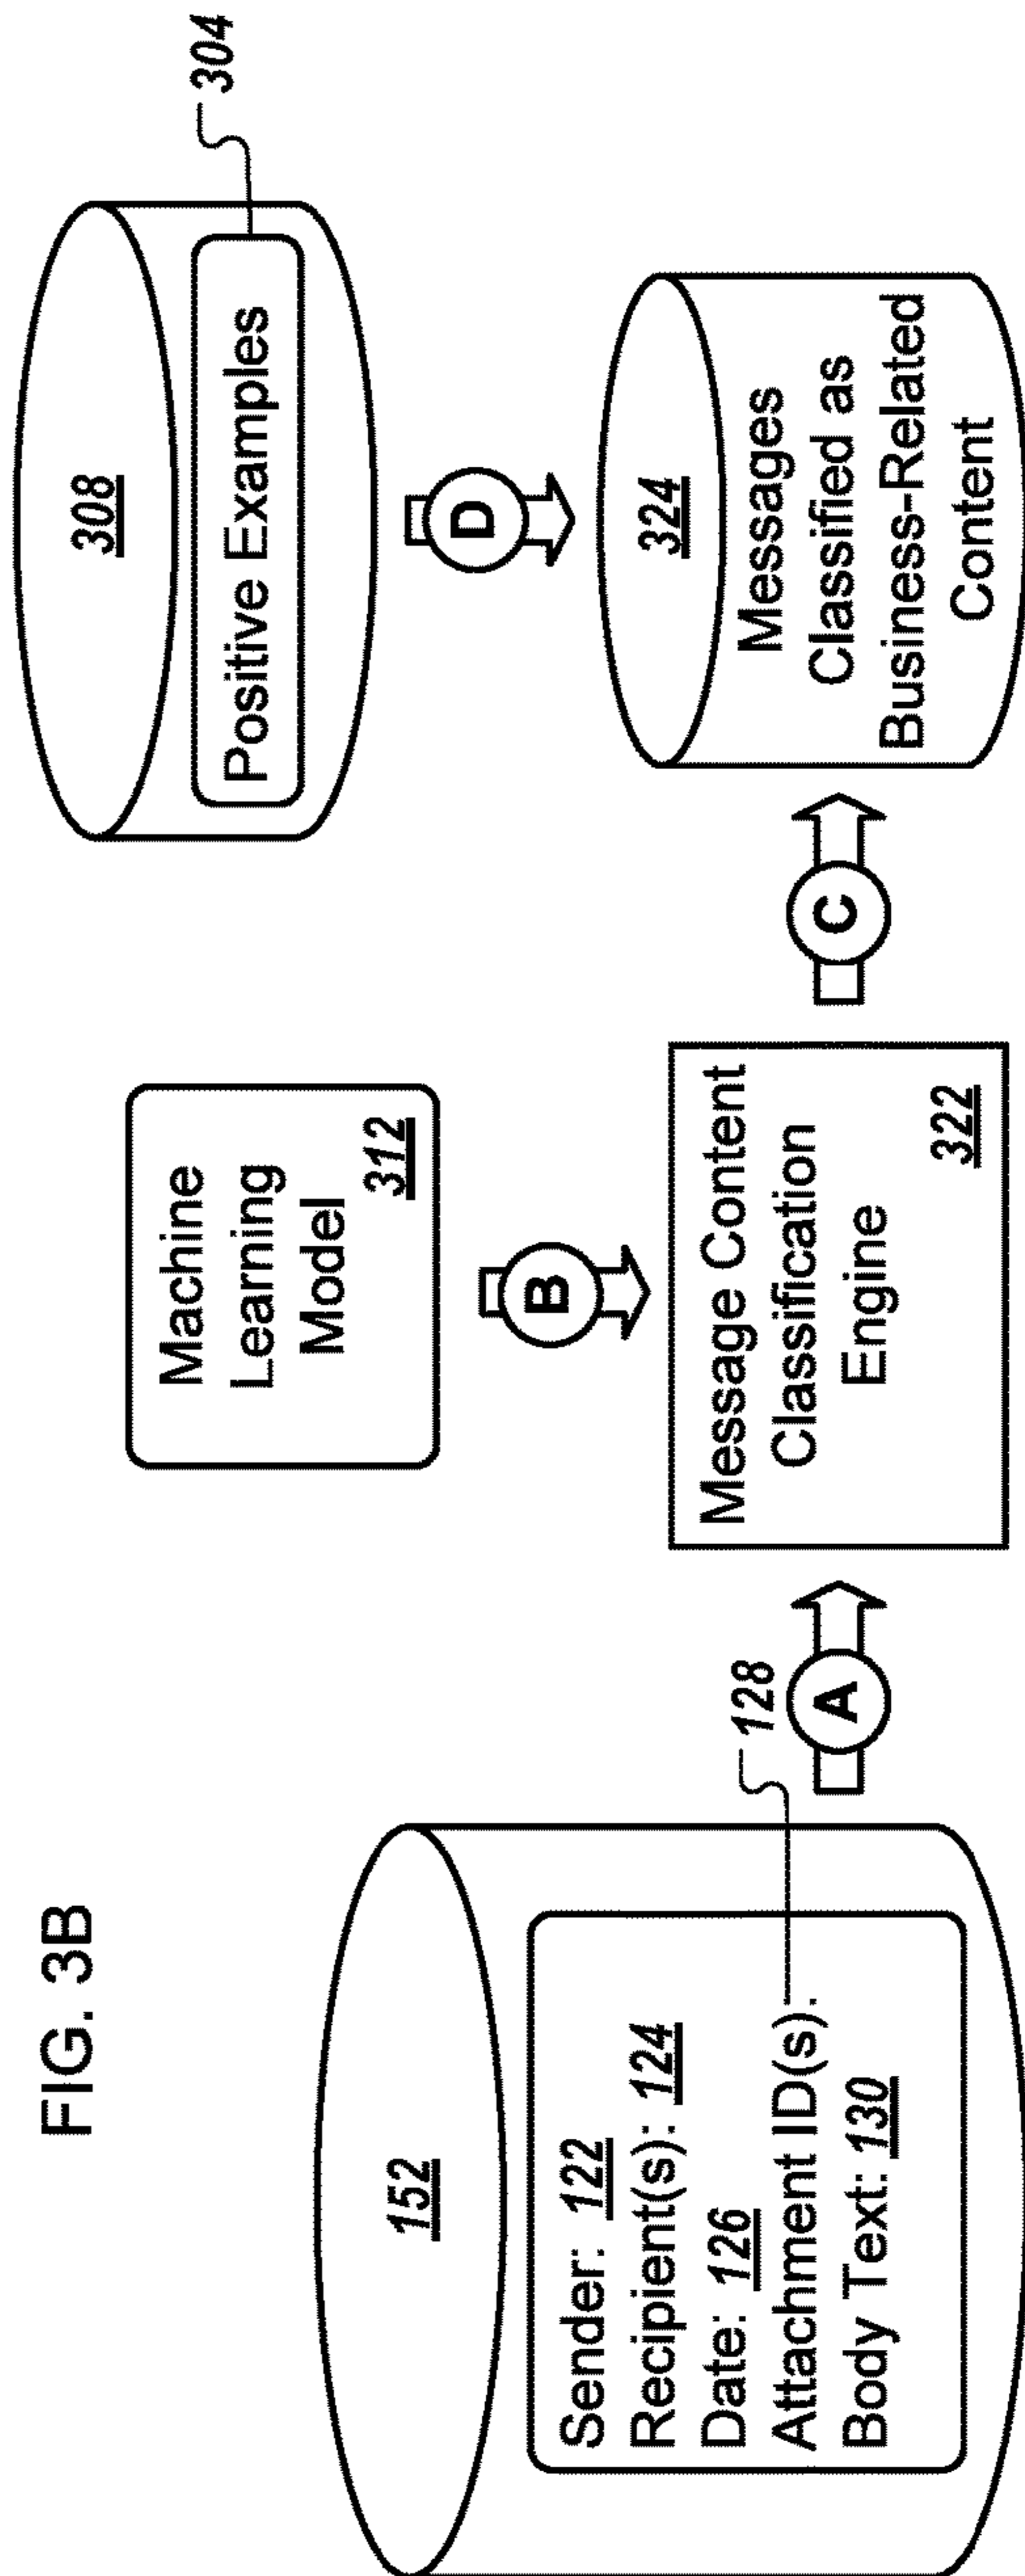 FIG. 3B
152
Sender: 122
Recipient(s): 124
Date: 126
Attachment ID(s).
128
Body Text: 130
A
Machine
Learning
Model
312
B
Message Content
Classification
Engine
322
C
308
Positive Examples
304
D
324
Messages
Classified as
Business-Related
Content